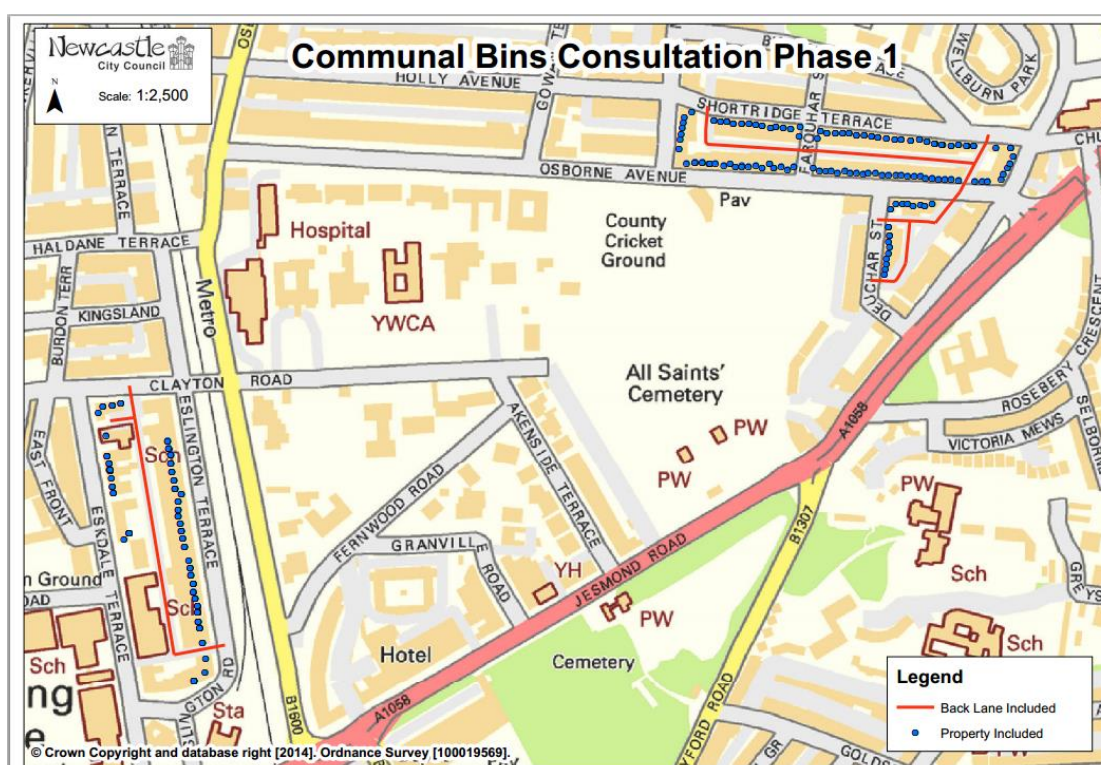 Newcastle
City Council
N
Scale: 1:2,500
Communal Bins Consultation Phase 1
HOLLY AVENUE
SHORTRIDGE TERRACE
WELLBURN PARK
FARQUHAR ST
OSBORNE AVENUE
Pav
County
Cricket
Ground
DEUCHAR ST
HALDANE TERRACE
Hospital
YWCA
Metro
BURDON TERR
KINGSLAND
CLAYTON ROAD
All Saints'
Cemetery
PW
PW
A1058
ROSEBERY CRESCENT
VICTORIA MEWS
EAST FRONT
Sch
ESLINGTON TERRACE
ESKDALE TERRACE
AKENSIDE TERRACE
FERNWOOD ROAD
GRANVILLE ROAD
YH
JESMOND ROAD
PW
B1307
PW
Sch
Sch
Sch
Sch
Hotel
Cemetery
A1058
B1600
Sta
Legend
Back Lane Included
Property Included
© Crown Copyright and database right [2014]. Ordnance Survey [100019569].